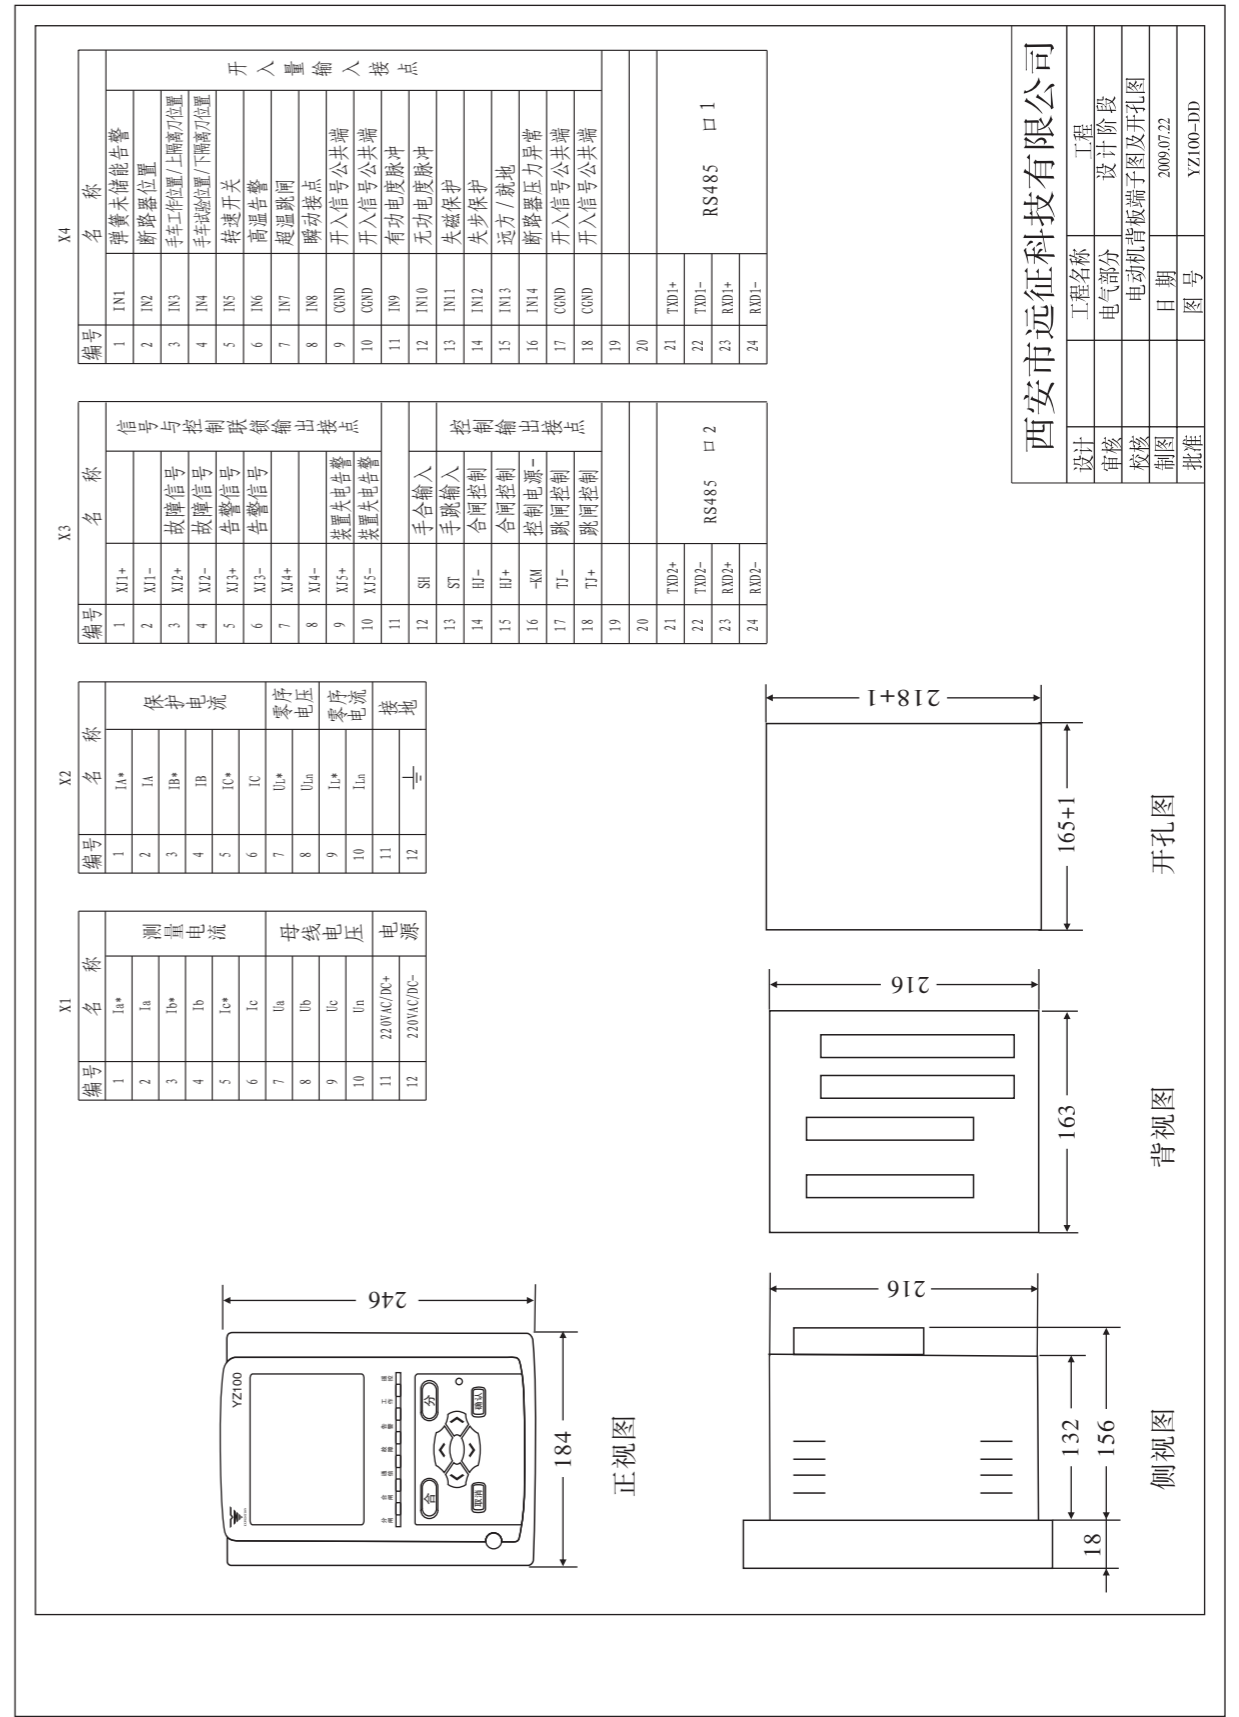 X1
编号 名 称
1 Ia* 测量电流
2 Ia
3 Ib*
4 Ib
5 Ic*
6 Ic
7 Ua 母线电压
8 Ub
9 Uc
10 Un
11 220VAC/DC+ 电源
12 220VAC/DC-
X2
编号 名 称
1 IA* 保护电流
2 IA
3 IB*
4 IB
5 IC*
6 IC
7 UL* 零序电压
8 ULn
9 IL* 零序电流
10 ILn
11 接地
12
X3
编号 名 称
1 XJ1+ 信号与控制联锁输出接点
2 XJ1-
3 XJ2+ 故障信号
4 XJ2- 故障信号
5 XJ3+ 告警信号
6 XJ3- 告警信号
7 XJ4+
8 XJ4-
9 XJ5+ 装置失电告警
10 XJ5- 装置失电告警
11
12 SH 手合输入
13 ST 手跳输入 控制输出接点
14 HJ- 合闸控制
15 HJ+ 合闸控制
16 -KM 控制电源-
17 TJ- 跳闸控制
18 TJ+ 跳闸控制
19
20
21 TXD2+ RS485 口 2
22 TXD2-
23 RXD2+
24 RXD2-
X4
编号 名 称
1 IN1 弹簧未储能告警 开入量输入接点
2 IN2 断路器位置
3 IN3 手车工作位置/上隔离刀位置
4 IN4 手车试验位置/下隔离刀位置
5 IN5 转速开关
6 IN6 高温告警
7 IN7 超温跳闸
8 IN8 瞬动接点
9 CGND 开入信号公共端
10 CGND 开入信号公共端
11 IN9 有功电度脉冲
12 IN10 无功电度脉冲
13 IN11 失磁保护
14 IN12 失步保护
15 IN13 远方/就地
16 IN14 断路器压力异常
17 CGND 开入信号公共端
18 CGND 开入信号公共端
19
20
21 TXD1+ RS485 口 1
22 TXD1-
23 RXD1+
24 RXD1-
246
YZ100
合 分
取消 确认
184
正视图
216
132
156
18
侧视图
216
163
背视图
218+1
165+1
开孔图
西安市远征科技有限公司
设计 工程名称 工程
审核 电气部分 设计阶段
校核 电动机背板端子图及开孔图
制图 日 期 2009.07.22
批准 图 号 YZ100-DD